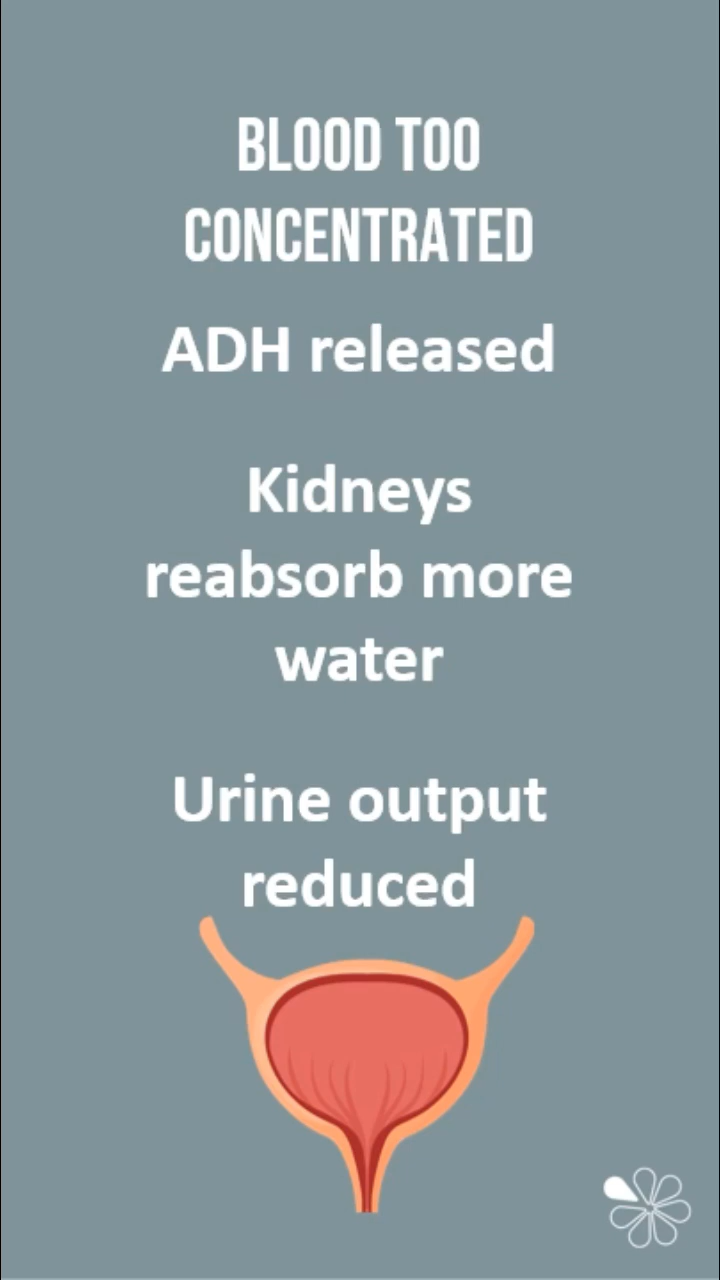 BLOOD TOO
CONCENTRATED
ADH released
Kidneys
reabsorb more
water
Urine output
reduced